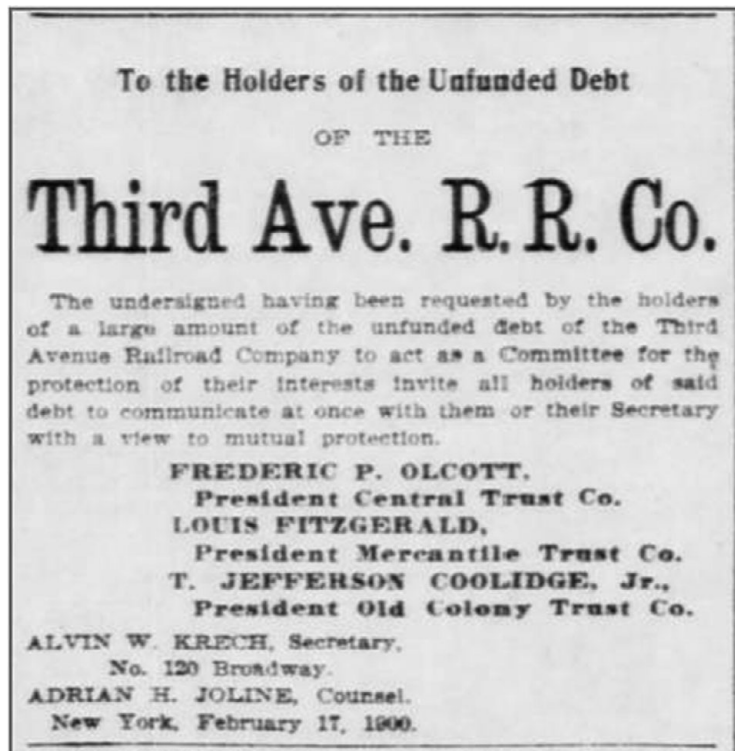 To the Holders of the Unfunded Debt
OF THE
Third Ave. R. R. Co.
The undersigned having been requested by the holders
of a large amount of the unfunded debt of the Third
Avenue Railroad Company to act as a Committee for the
protection of their interests invite all holders of said
debt to communicate at once with them or their Secretary
with a view to mutual protection.
FREDERIC P. OLCOTT,
President Central Trust Co.
LOUIS FITZGERALD,
President Mercantile Trust Co.
T. JEFFERSON COOLIDGE, Jr.,
President Old Colony Trust Co.
ALVIN W. KRECH, Secretary,
No. 120 Broadway.
ADRIAN H. JOLINE, Counsel.
New York, February 17, 1900.